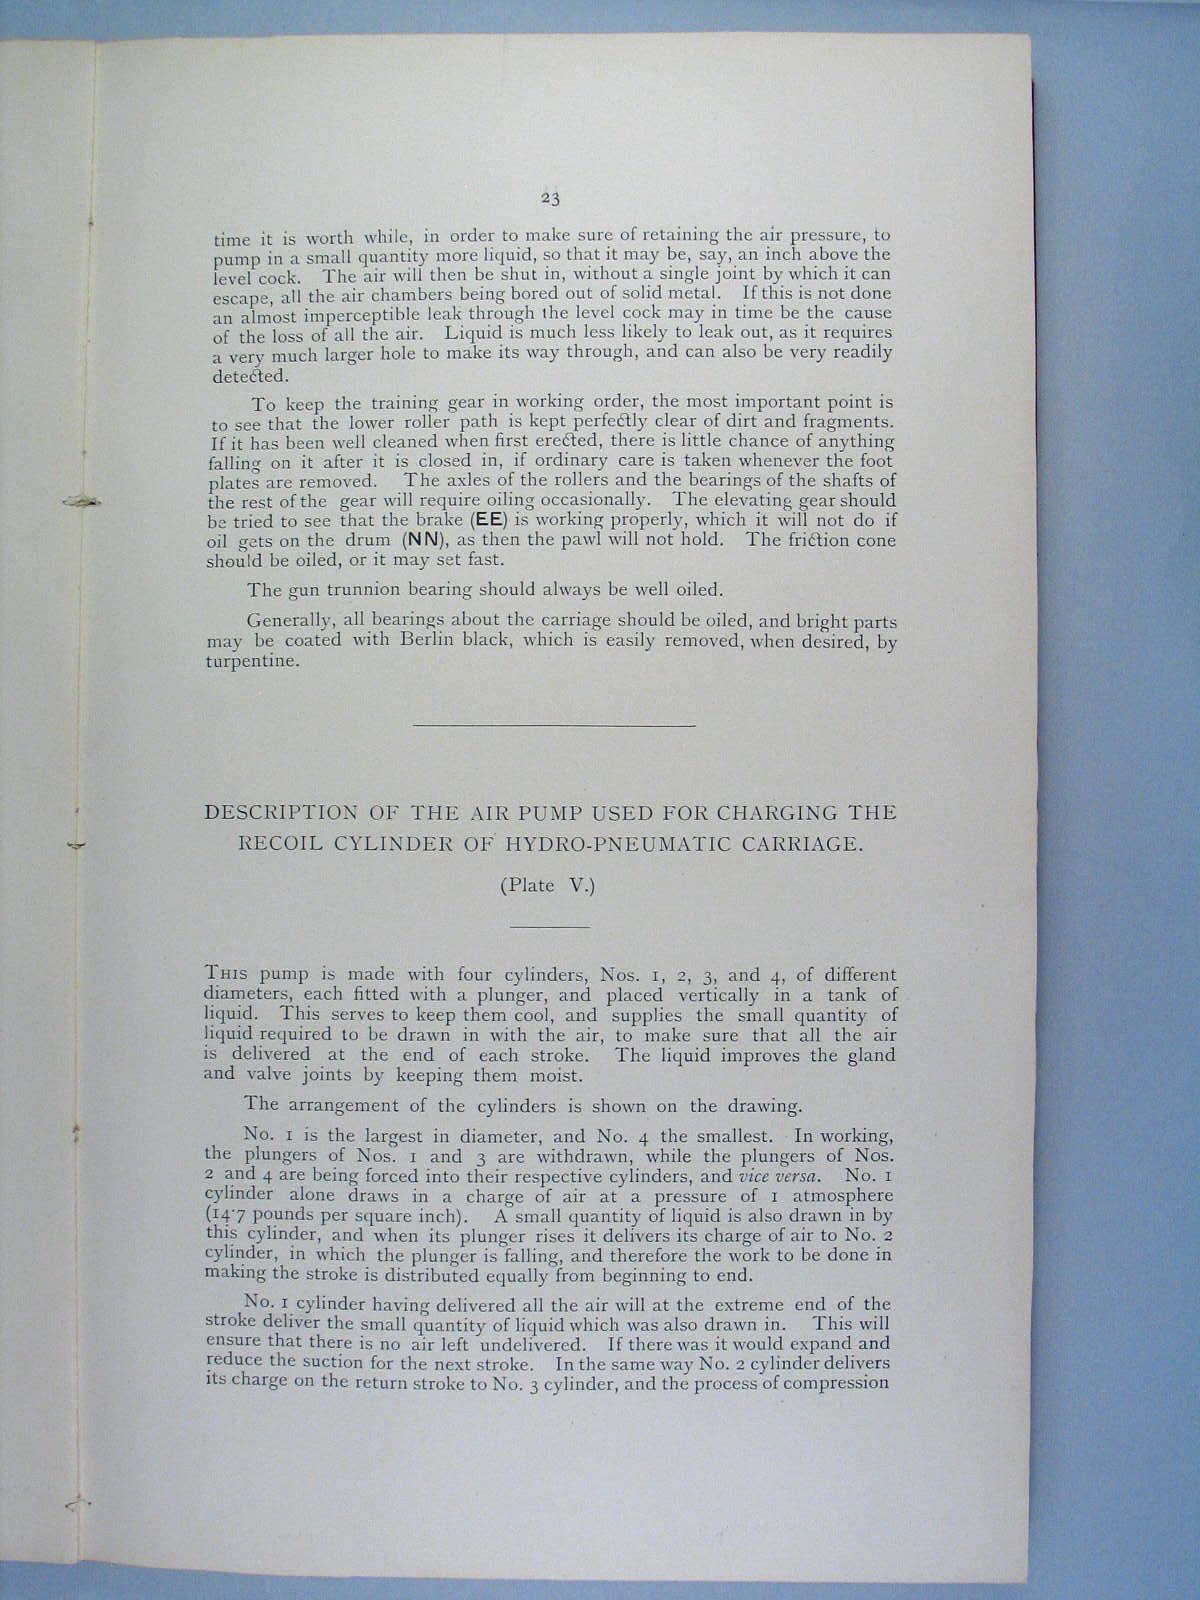 23
time it is worth while, in order to make sure of retaining the air pressure, to
pump in a small quantity more liquid, so that it may be, say, an inch above the
level cock. The air will then be shut in, without a single joint by which it can
escape, all the air chambers being bored out of solid metal. If this is not done
an almost imperceptible leak through the level cock may in time be the cause
of the loss of all the air. Liquid is much less likely to leak out, as it requires
a very much larger hole to make its way through, and can also be very readily
detected.
To keep the training gear in working order, the most important point is
to see that the lower roller path is kept perfectly clear of dirt and fragments.
If it has been well cleaned when first erected, there is little chance of anything
falling on it after it is closed in, if ordinary care is taken whenever the foot
plates are removed. The axles of the rollers and the bearings of the shafts of
the rest of the gear will require oiling occasionally. The elevating gear should
be tried to see that the brake (EE) is working properly, which it will not do if
oil gets on the drum (NN), as then the pawl will not hold. The friction cone
should be oiled, or it may set fast.
The gun trunnion bearing should always be well oiled.
Generally, all bearings about the carriage should be oiled, and bright parts
may be coated with Berlin black, which is easily removed, when desired, by
turpentine.
DESCRIPTION OF THE AIR PUMP USED FOR CHARGING THE
RECOIL CYLINDER OF HYDRO-PNEUMATIC CARRIAGE.
(Plate V.)
THIS pump is made with four cylinders, Nos. 1, 2, 3, and 4, of different
diameters, each fitted with a plunger, and placed vertically in a tank of
liquid. This serves to keep them cool, and supplies the small quantity of
liquid required to be drawn in with the air, to make sure that all the air
is delivered at the end of each stroke. The liquid improves the gland
and valve joints by keeping them moist.
The arrangement of the cylinders is shown on the drawing.
No. 1 is the largest in diameter, and No. 4 the smallest. In working,
the plungers of Nos. 1 and 3 are withdrawn, while the plungers of Nos.
2 and 4 are being forced into their respective cylinders, and vice versa. No. 1
cylinder alone draws in a charge of air at a pressure of 1 atmosphere
(14·7 pounds per square inch). A small quantity of liquid is also drawn in by
this cylinder, and when its plunger rises it delivers its charge of air to No. 2
cylinder, in which the plunger is falling, and therefore the work to be done in
making the stroke is distributed equally from beginning to end.
No. 1 cylinder having delivered all the air will at the extreme end of the
stroke deliver the small quantity of liquid which was also drawn in. This will
ensure that there is no air left undelivered. If there was it would expand and
reduce the suction for the next stroke. In the same way No. 2 cylinder delivers
its charge on the return stroke to No. 3 cylinder, and the process of compression